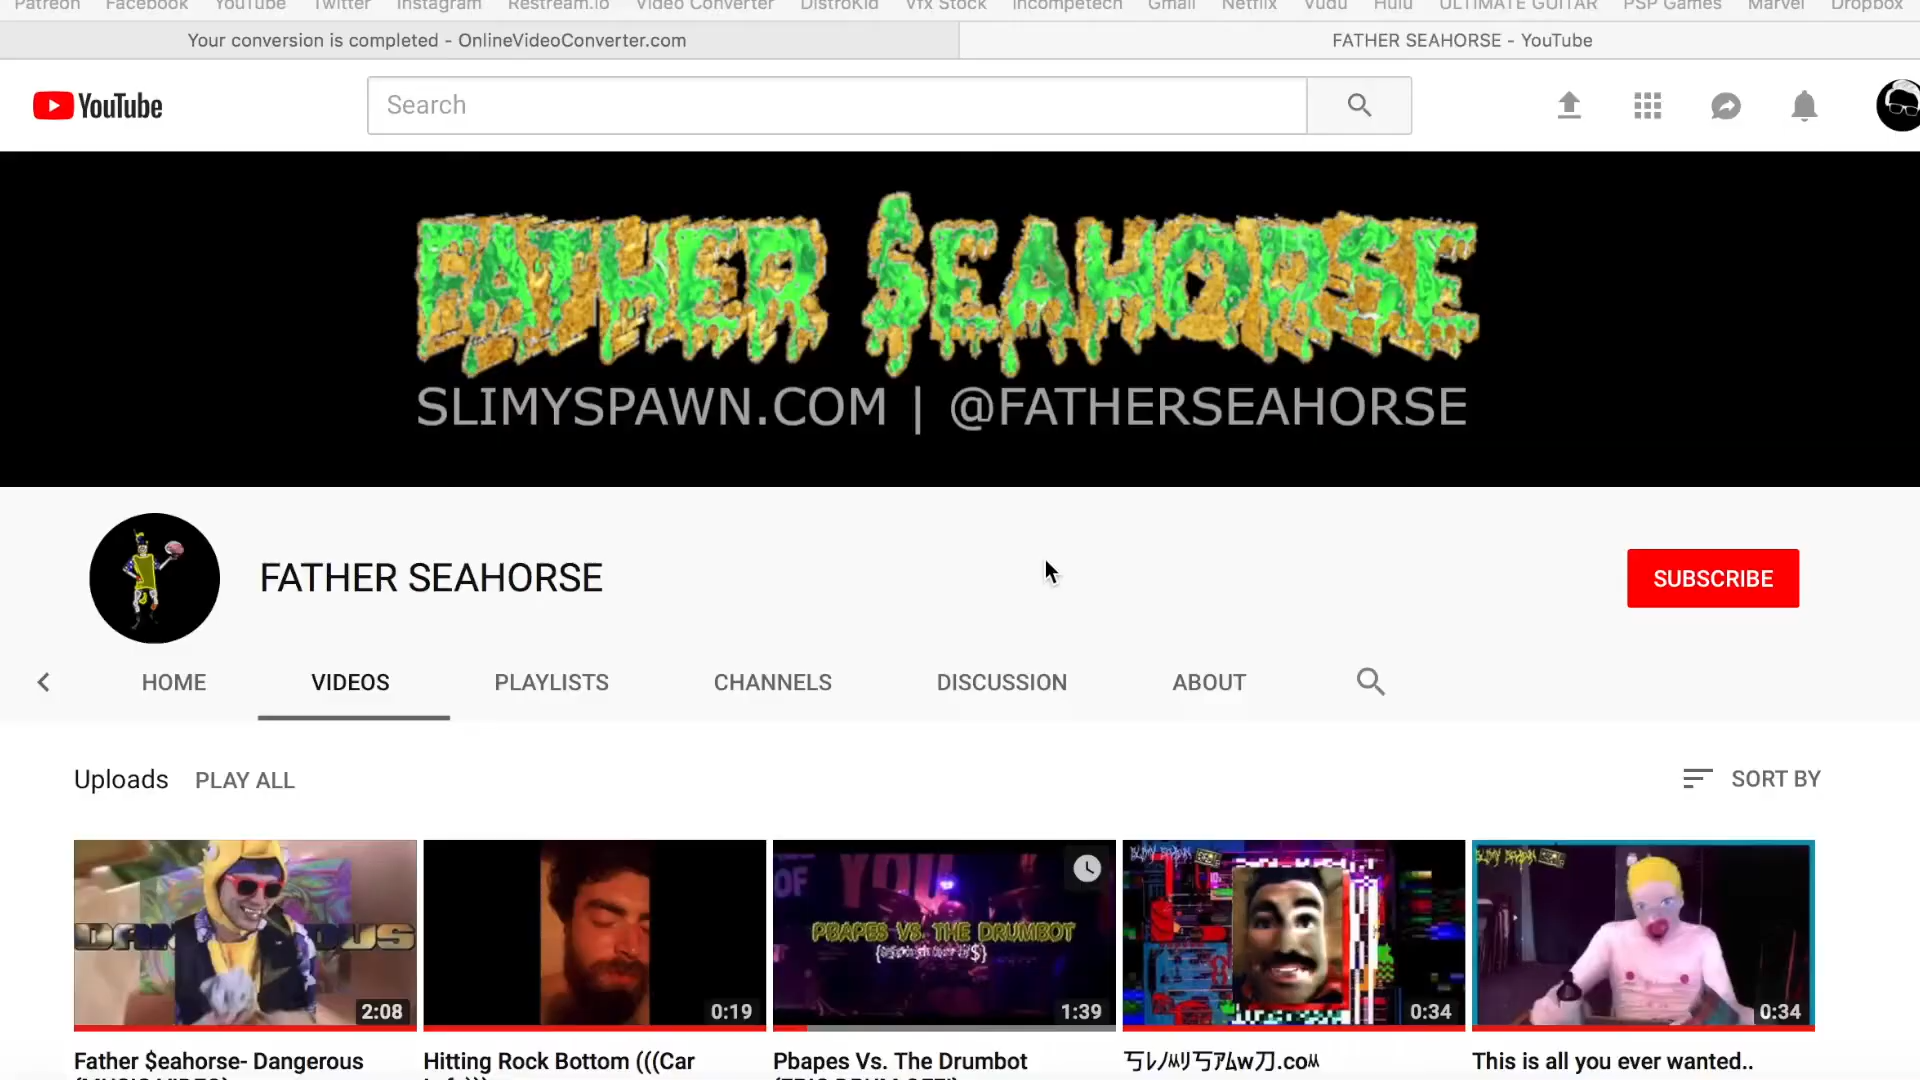 Patreon Facebook YouTube Twitter Instagram Restream.io Video Converter DistroKid Vfx Stock Incompetech Gmail Netflix Vudu Hulu ULTIMATE GUITAR PSP Games Marvel Dropbox
Your conversion is completed - OnlineVideoConverter.com FATHER SEAHORSE - YouTube
YouTube Search
FATHER $EAHORSE
SLIMYSPAWN.COM | @FATHERSEAHORSE
FATHER SEAHORSE SUBSCRIBE
HOME VIDEOS PLAYLISTS CHANNELS DISCUSSION ABOUT
Uploads PLAY ALL SORT BY
OF YOU
PBAPES VS. THE DRUMBOT
2:08 0:19 1:39 0:34 0:34
Father $eahorse- Dangerous Hitting Rock Bottom (((Car Pbapes Vs. The Drumbot This is all you ever wanted..